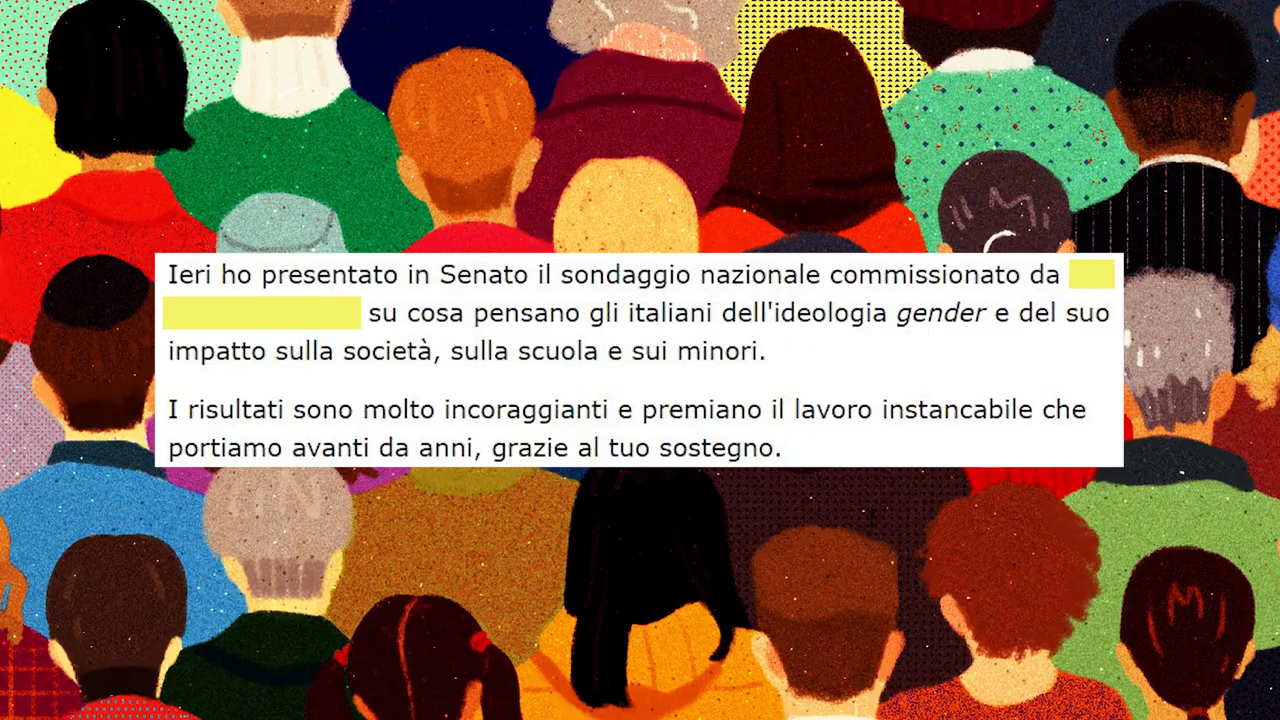 Ieri ho presentato in Senato il sondaggio nazionale commissionato da
su cosa pensano gli italiani dell'ideologia gender e del suo
impatto sulla società, sulla scuola e sui minori.
I risultati sono molto incoraggianti e premiano il lavoro instancabile che
portiamo avanti da anni, grazie al tuo sostegno.